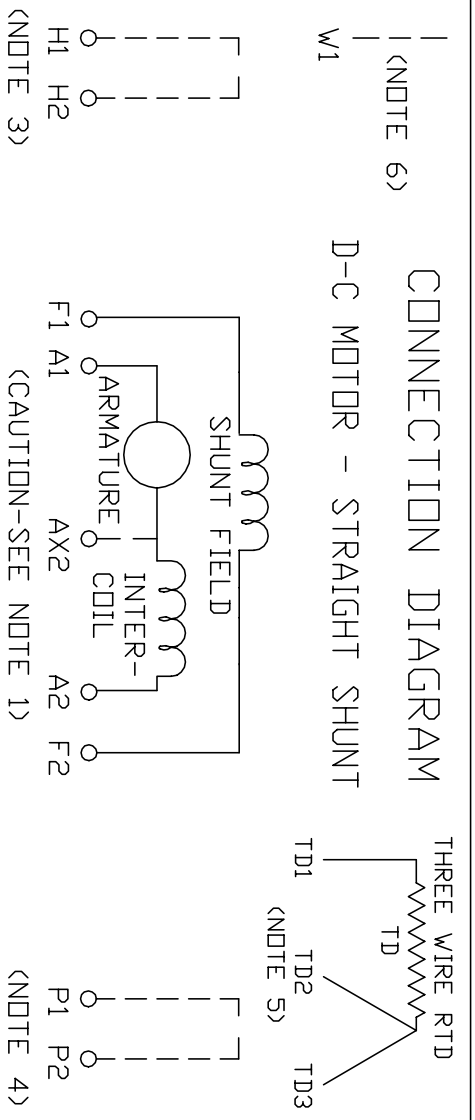 CONNECTION DIAGRAM
D-C MOTOR - STRAIGHT SHUNT
(NOTE 6)
W1
THREE WIRE RTD
TD
TD1 TD2 TD3
(NOTE 5)
SHUNT FIELD
ARMATURE
INTER-
COIL
H1 H2
(NOTE 3)
F1 A1 AX2 A2 F2
(CAUTION-SEE NOTE 1)
P1 P2
(NOTE 4)